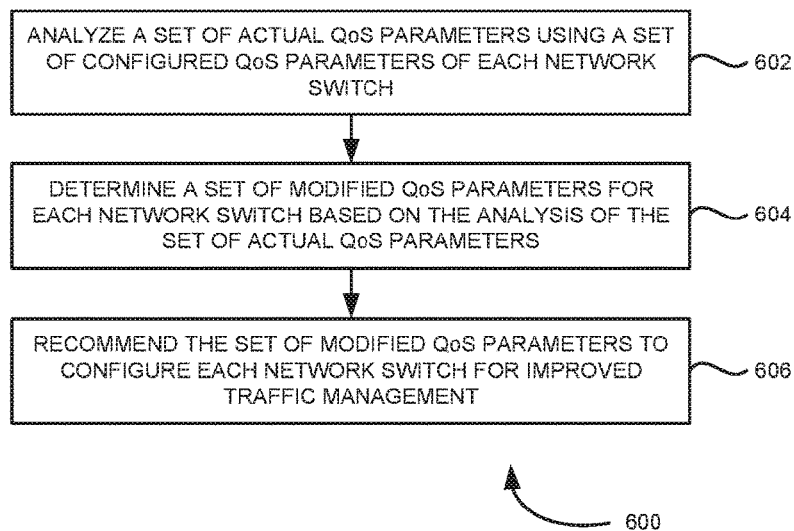 ANALYZE A SET OF ACTUAL QoS PARAMETERS USING A SET
OF CONFIGURED QoS PARAMETERS OF EACH NETWORK
SWITCH
602
DETERMINE A SET OF MODIFIED QoS PARAMETERS FOR
EACH NETWORK SWITCH BASED ON THE ANALYSIS OF THE
SET OF ACTUAL QoS PARAMETERS
604
RECOMMEND THE SET OF MODIFIED QoS PARAMETERS TO
CONFIGURE EACH NETWORK SWITCH FOR IMPROVED
TRAFFIC MANAGEMENT
606
600